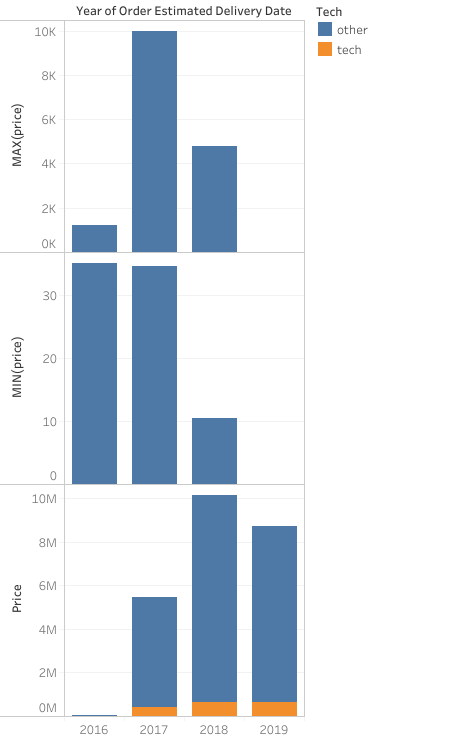 Year of Order Estimated Delivery Date
Tech
other
tech
MAX(price)
10K
8K
6K
4K
2K
0K
MIN(price)
30
20
10
0
Price
10M
8M
6M
4M
2M
0M
2016 2017 2018 2019